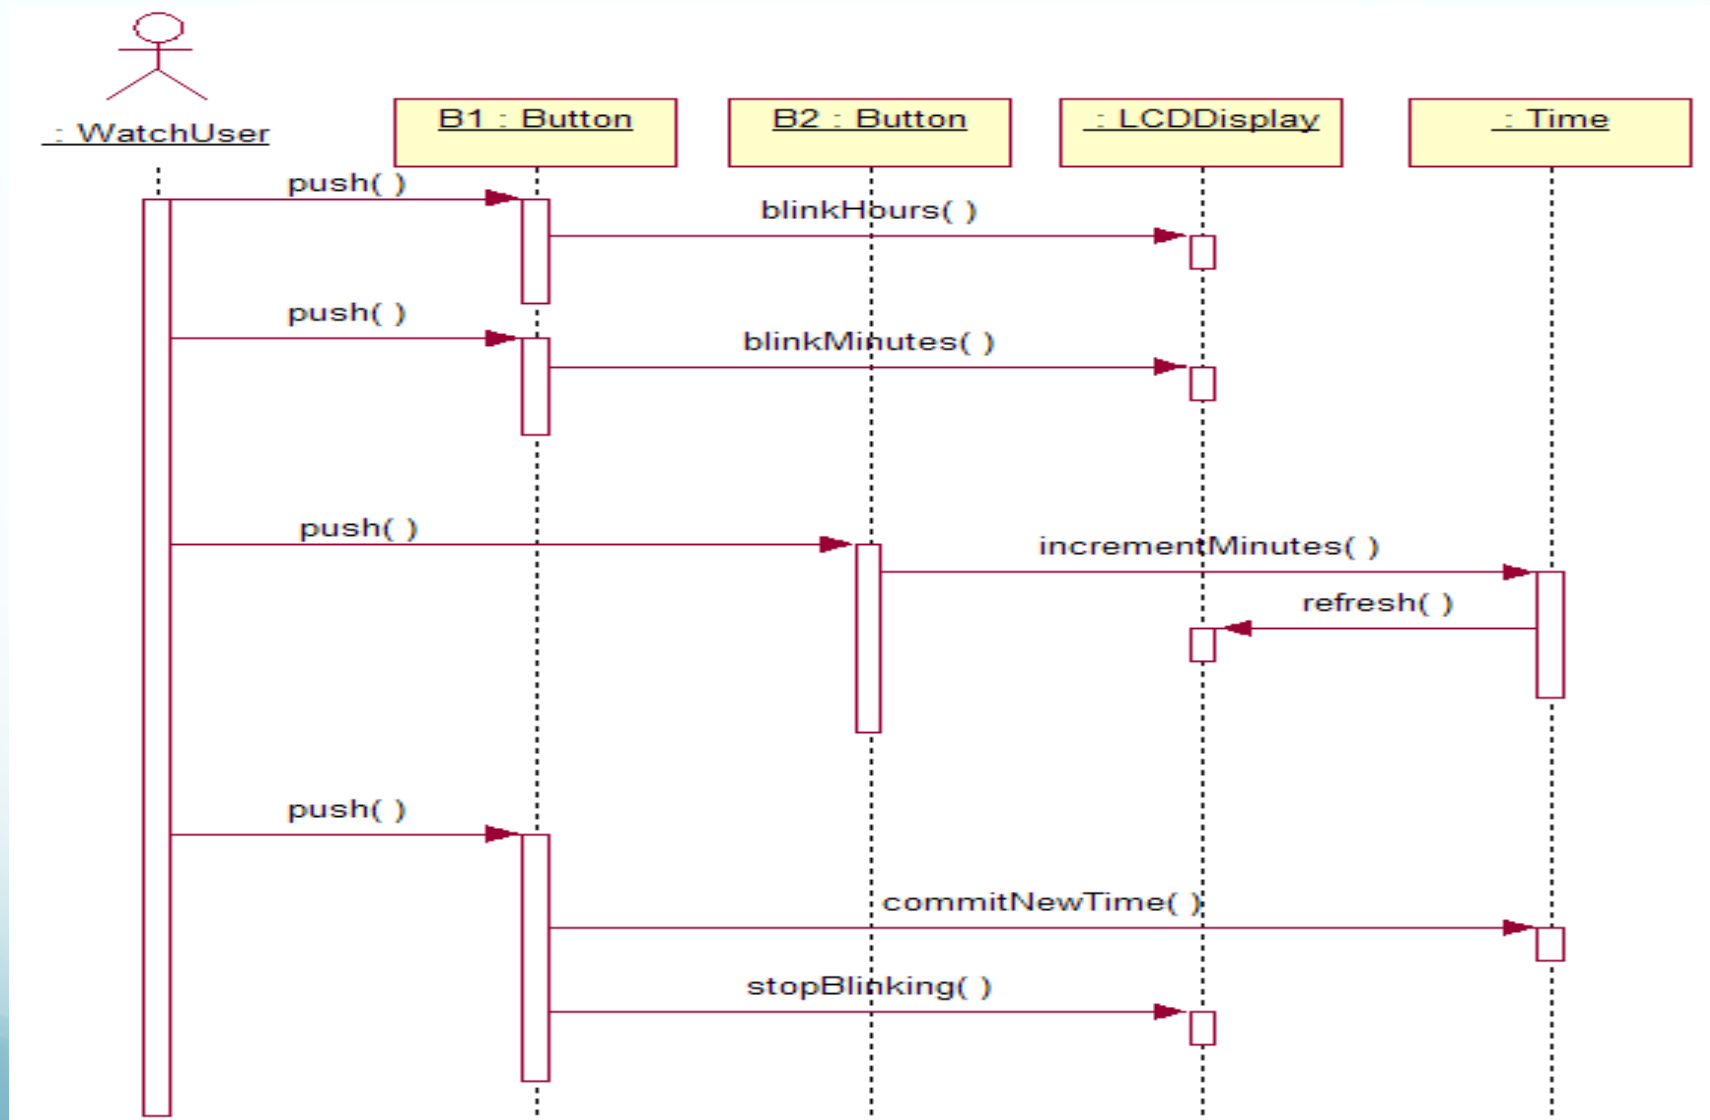 : WatchUser
B1 : Button
B2 : Button
: LCDDisplay
: Time
push( )
blinkHours( )
push( )
blinkMinutes( )
push( )
incrementMinutes( )
refresh( )
push( )
commitNewTime( )
stopBlinking( )